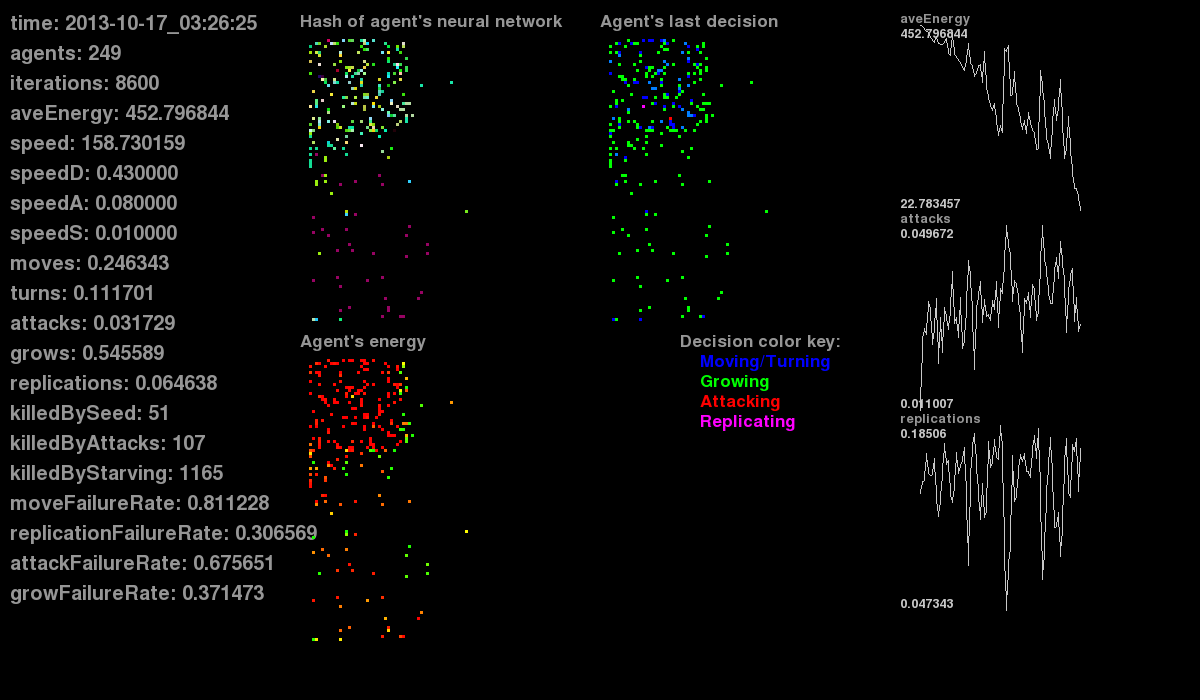 time: 2013-10-17_03:26:25
agents: 249
iterations: 8600
aveEnergy: 452.796844
speed: 158.730159
speedD: 0.430000
speedA: 0.080000
speedS: 0.010000
moves: 0.246343
turns: 0.111701
attacks: 0.031729
grows: 0.545589
replications: 0.064638
killedBySeed: 51
killedByAttacks: 107
killedByStarving: 1165
moveFailureRate: 0.811228
replicationFailureRate: 0.306569
attackFailureRate: 0.675651
growFailureRate: 0.371473
Hash of agent's neural network
Agent's energy
Agent's last decision
Decision color key:
Moving/Turning
Growing
Attacking
Replicating
aveEnergy
452.796844
22.783457
attacks
0.049672
0.011007
replications
0.18506
0.047343